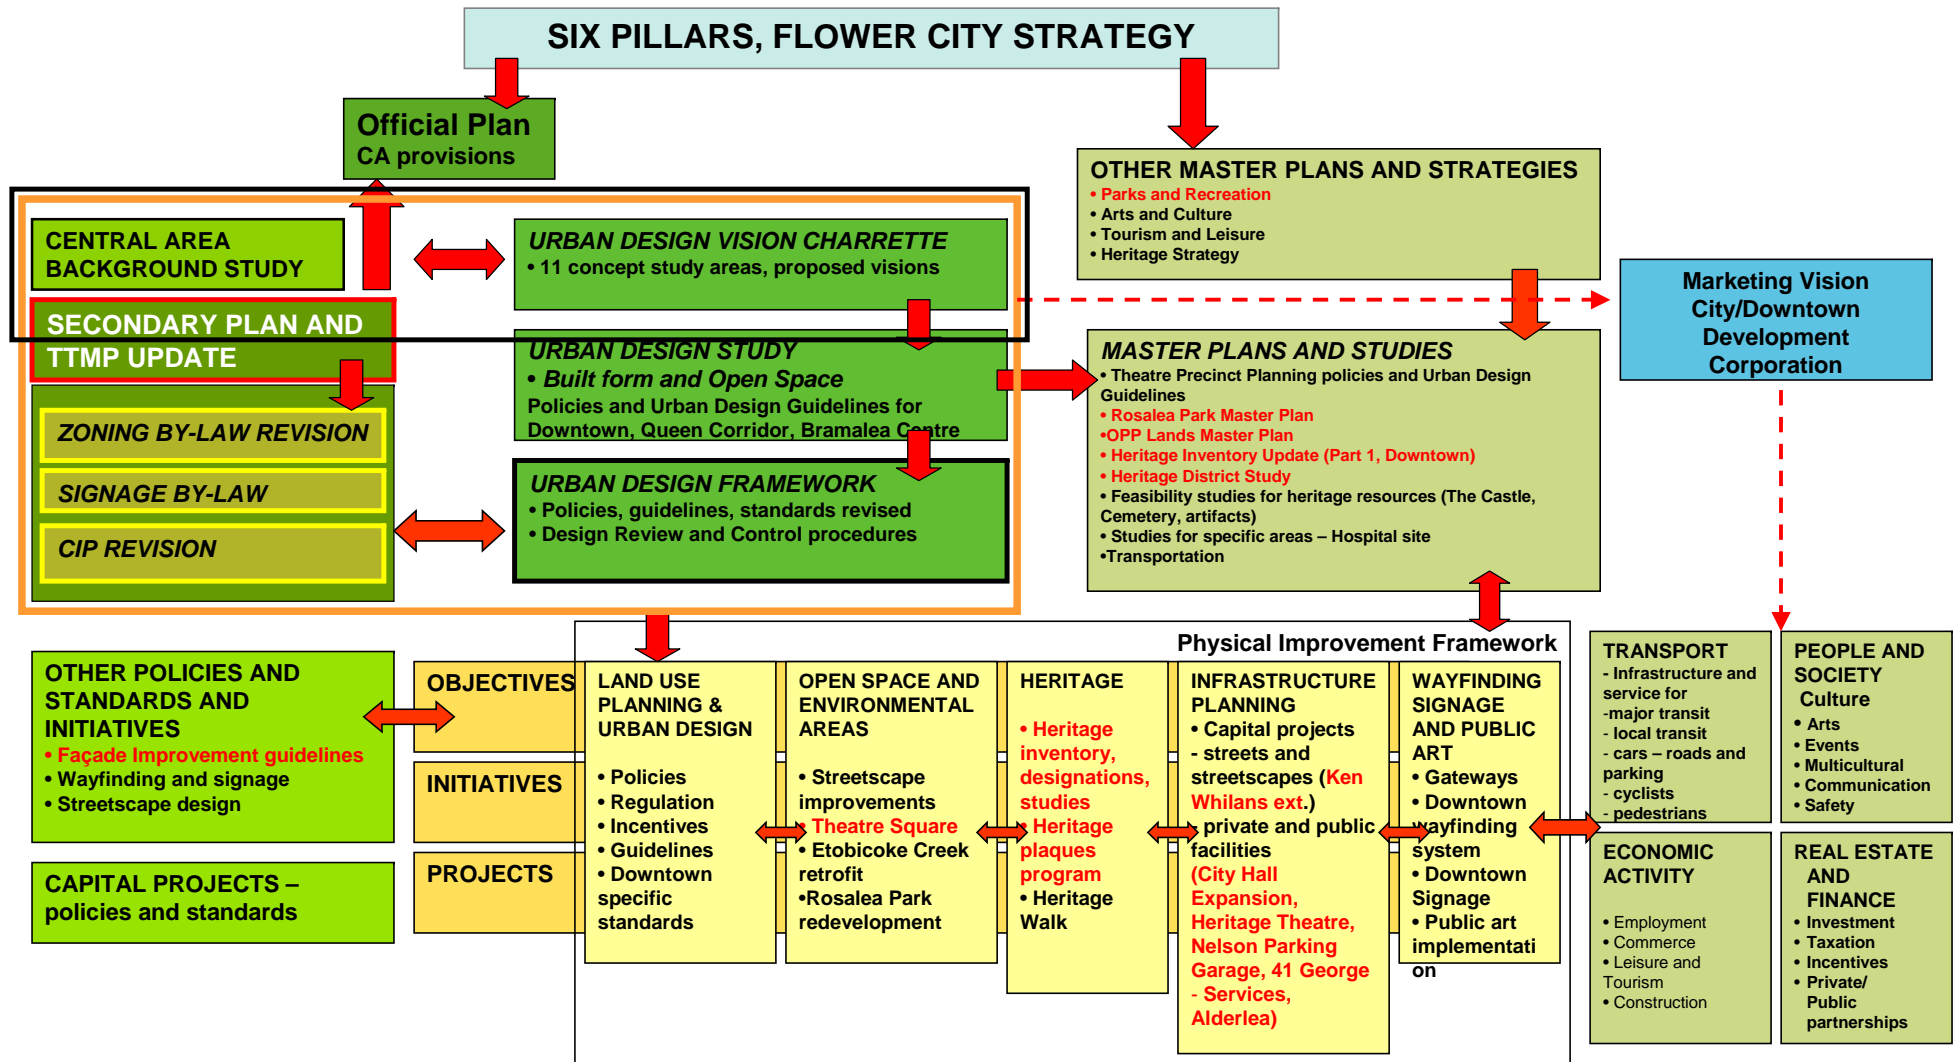 SIX PILLARS, FLOWER CITY STRATEGY
Official Plan
CA provisions
OTHER MASTER PLANS AND STRATEGIES
• Parks and Recreation
• Arts and Culture
• Tourism and Leisure
• Heritage Strategy
CENTRAL AREA
BACKGROUND STUDY
URBAN DESIGN VISION CHARRETTE
• 11 concept study areas, proposed visions
Marketing Vision
City/Downtown
Development
Corporation
SECONDARY PLAN AND
TTMP UPDATE
URBAN DESIGN STUDY
• Built form and Open Space
Policies and Urban Design Guidelines for
Downtown, Queen Corridor, Bramalea Centre
MASTER PLANS AND STUDIES
• Theatre Precinct Planning policies and Urban Design
Guidelines
• Rosalea Park Master Plan
•OPP Lands Master Plan
• Heritage Inventory Update (Part 1, Downtown)
• Heritage District Study
• Feasibility studies for heritage resources (The Castle,
Cemetery, artifacts)
• Studies for specific areas – Hospital site
•Transportation
ZONING BY-LAW REVISION
SIGNAGE BY-LAW
CIP REVISION
URBAN DESIGN FRAMEWORK
• Policies, guidelines, standards revised
• Design Review and Control procedures
Physical Improvement Framework
OTHER POLICIES AND
STANDARDS AND
INITIATIVES
• Façade Improvement guidelines
• Wayfinding and signage
• Streetscape design
CAPITAL PROJECTS –
policies and standards
OBJECTIVES
INITIATIVES
PROJECTS
LAND USE
PLANNING &
URBAN DESIGN
• Policies
• Regulation
• Incentives
• Guidelines
• Downtown
specific
standards
OPEN SPACE AND
ENVIRONMENTAL
AREAS
• Streetscape
improvements
• Theatre Square
• Etobicoke Creek
retrofit
•Rosalea Park
redevelopment
HERITAGE
• Heritage
inventory,
designations,
studies
• Heritage
plaques
program
• Heritage
Walk
INFRASTRUCTURE
PLANNING
• Capital projects
- streets and
streetscapes (Ken
Whilans ext.)
- private and public
facilities
(City Hall
Expansion,
Heritage Theatre,
Nelson Parking
Garage, 41 George
- Services,
Alderlea)
WAYFINDING
SIGNAGE
AND PUBLIC
ART
• Gateways
• Downtown
wayfinding
system
• Downtown
Signage
• Public art
implementati
on
TRANSPORT
- Infrastructure and
service for
-major transit
- local transit
- cars – roads and
parking
- cyclists
- pedestrians
PEOPLE AND
SOCIETY
Culture
• Arts
• Events
• Multicultural
• Communication
• Safety
ECONOMIC
ACTIVITY
• Employment
• Commerce
• Leisure and
Tourism
• Construction
REAL ESTATE
AND
FINANCE
• Investment
• Taxation
• Incentives
• Private/
Public
partnerships